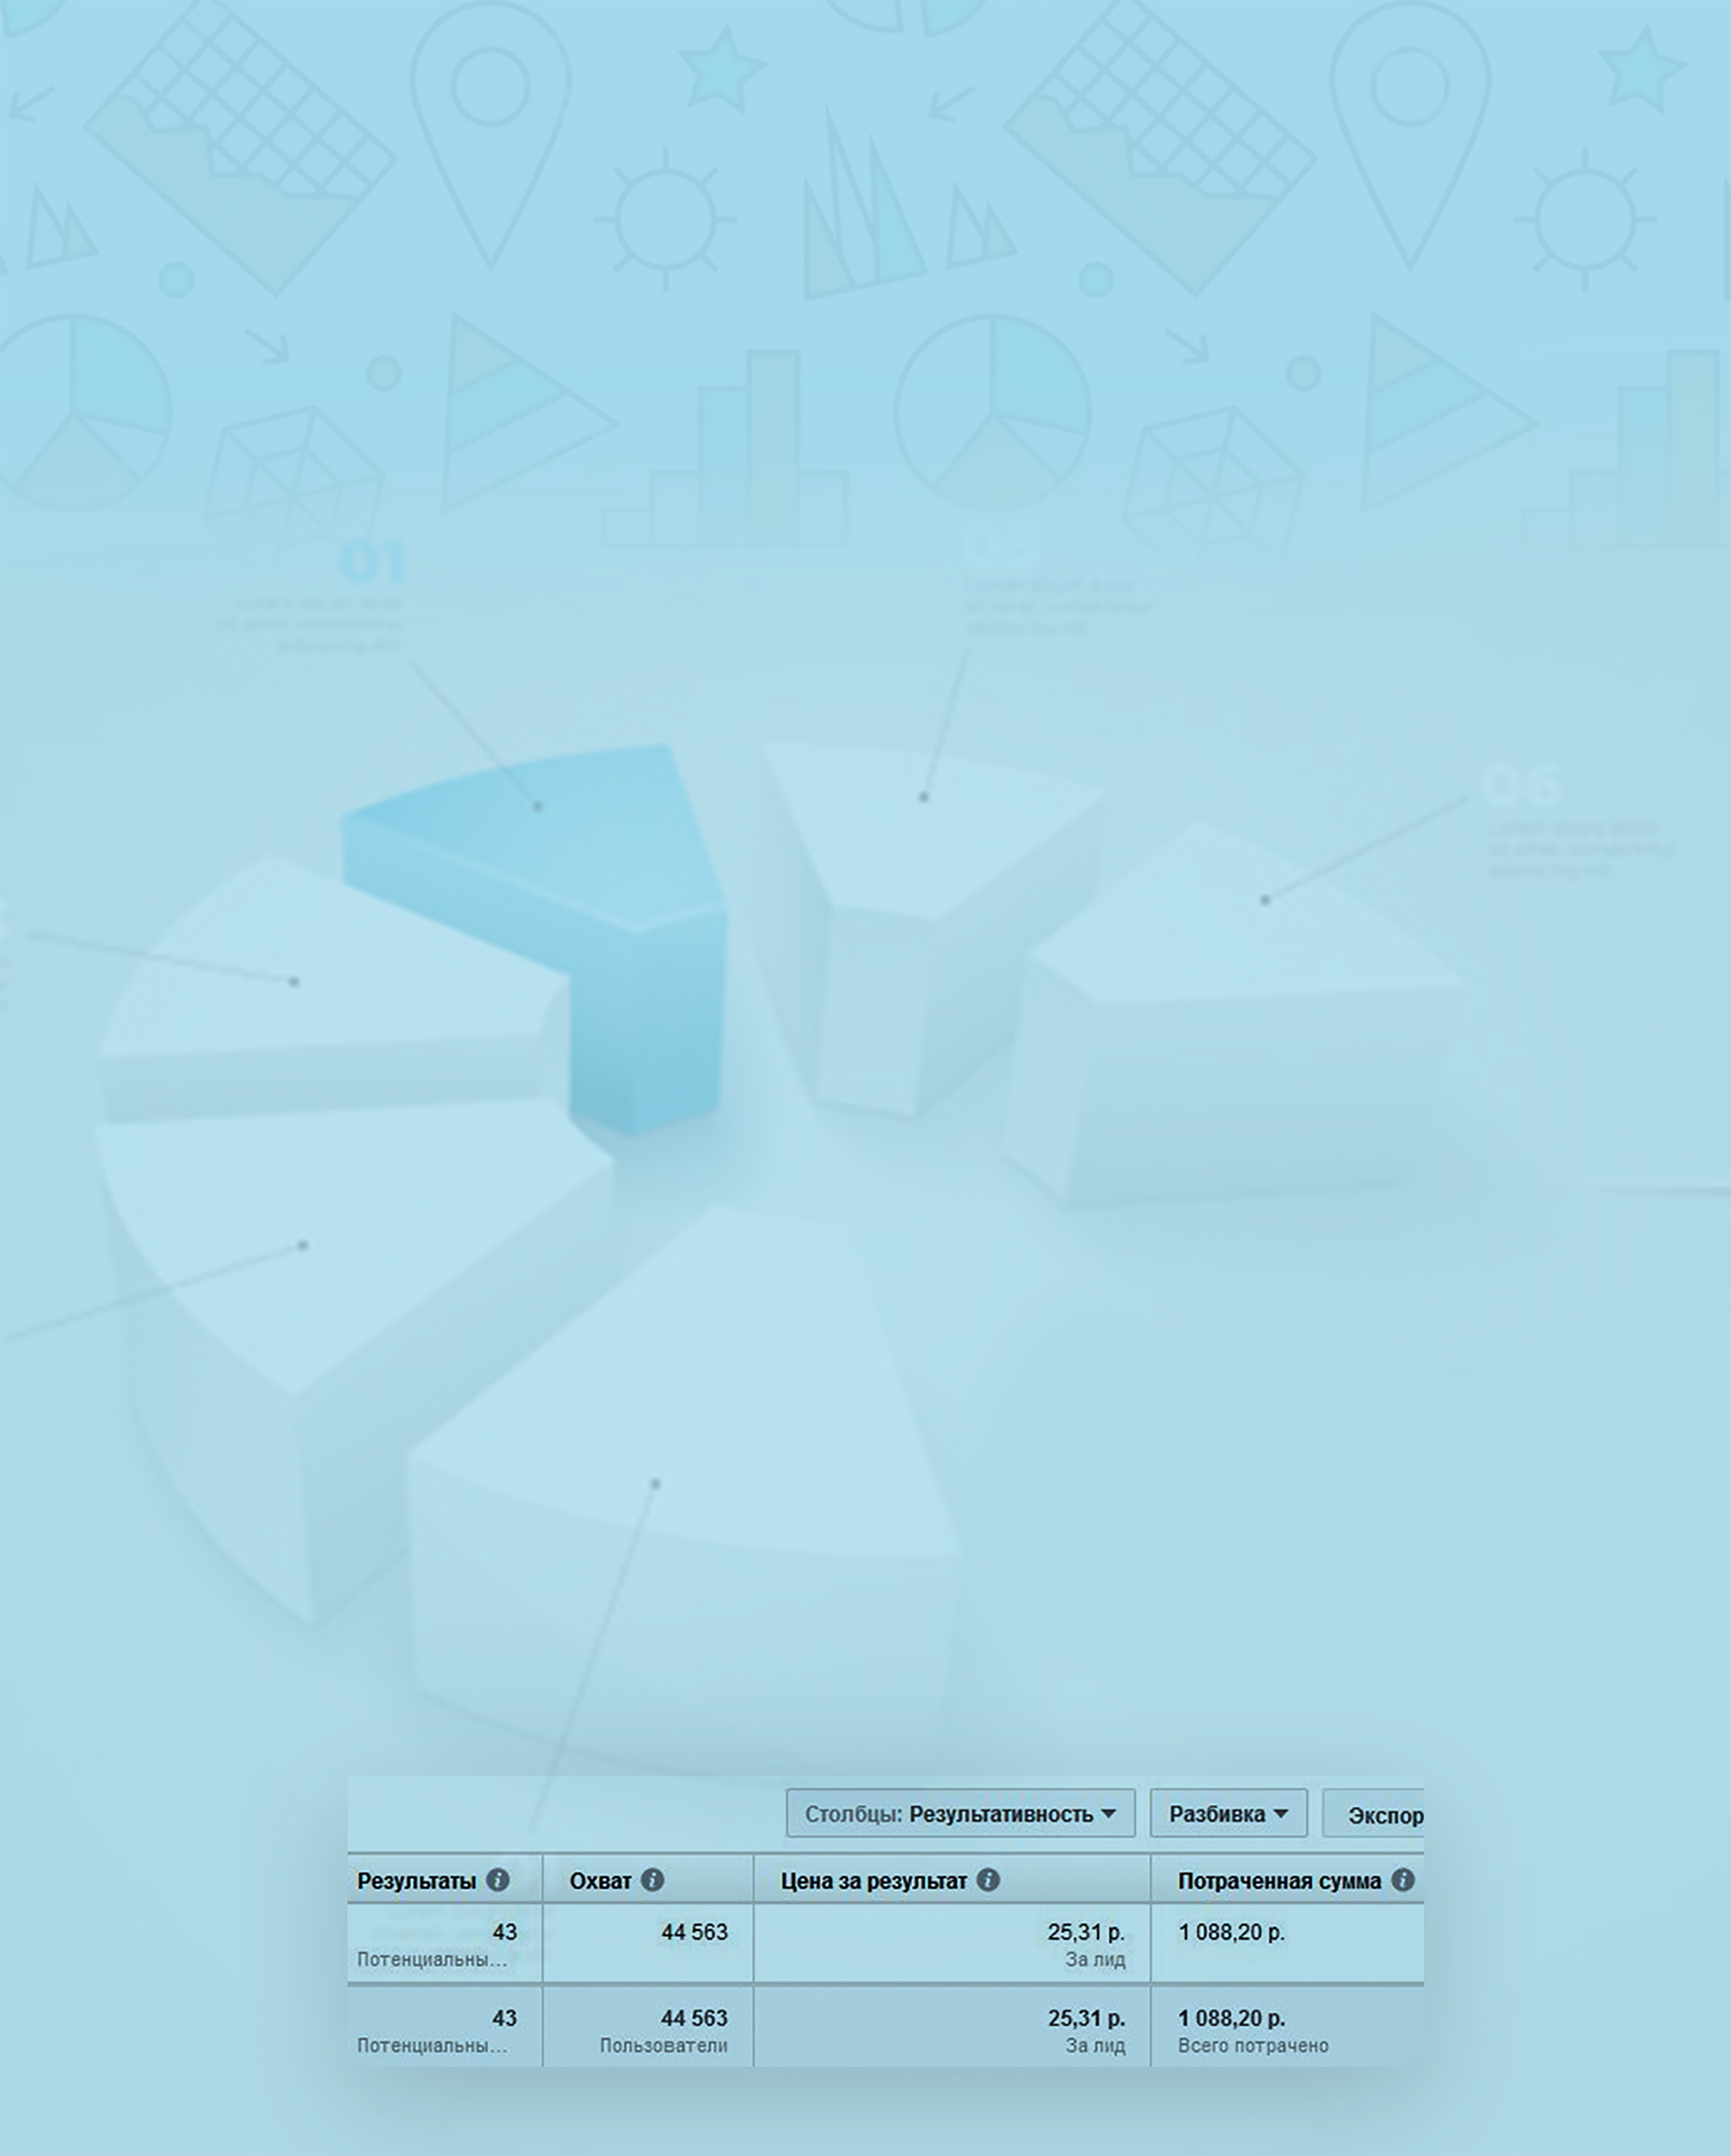 01
05
06
Столбцы: Результативность
Разбивка
Экспор
Результаты
Охват
Цена за результат
Потраченная сумма
43
44 563
25,31 р.
1 088,20 р.
Потенциальны...
За лид
43
44 563
25,31 р.
1 088,20 р.
Потенциальны...
Пользователи
За лид
Всего потрачено